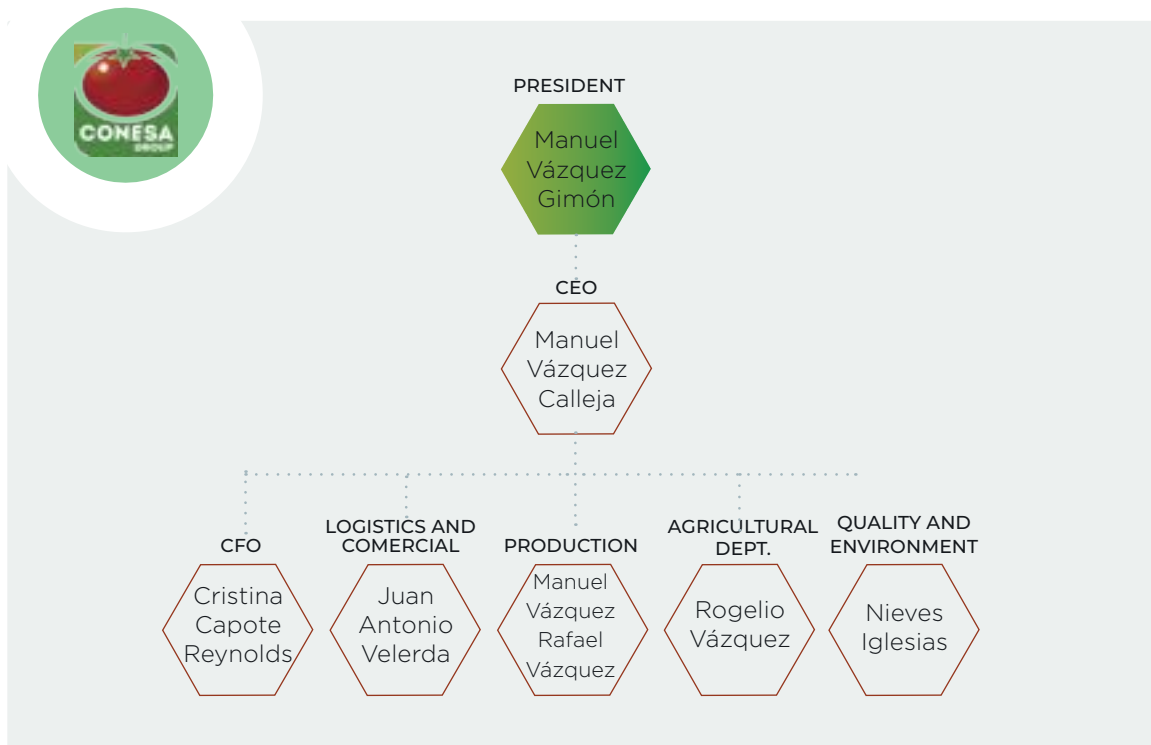 CONESA
GROUP
PRESIDENT
Manuel
Vázquez
Gimón
CEO
Manuel
Vázquez
Calleja
CFO
Cristina
Capote
Reynolds
LOGISTICS AND
COMERCIAL
Juan
Antonio
Velerda
PRODUCTION
Manuel
Vázquez
Rafael
Vázquez
AGRICULTURAL
DEPT.
Rogelio
Vázquez
QUALITY AND
ENVIRONMENT
Nieves
Iglesias